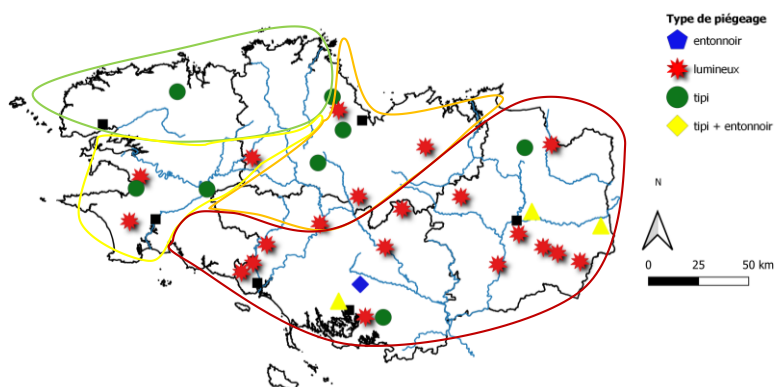 Type de piégeage
entonnoir
lumineux
tipi
tipi + entonnoir
N
0 25 50 km